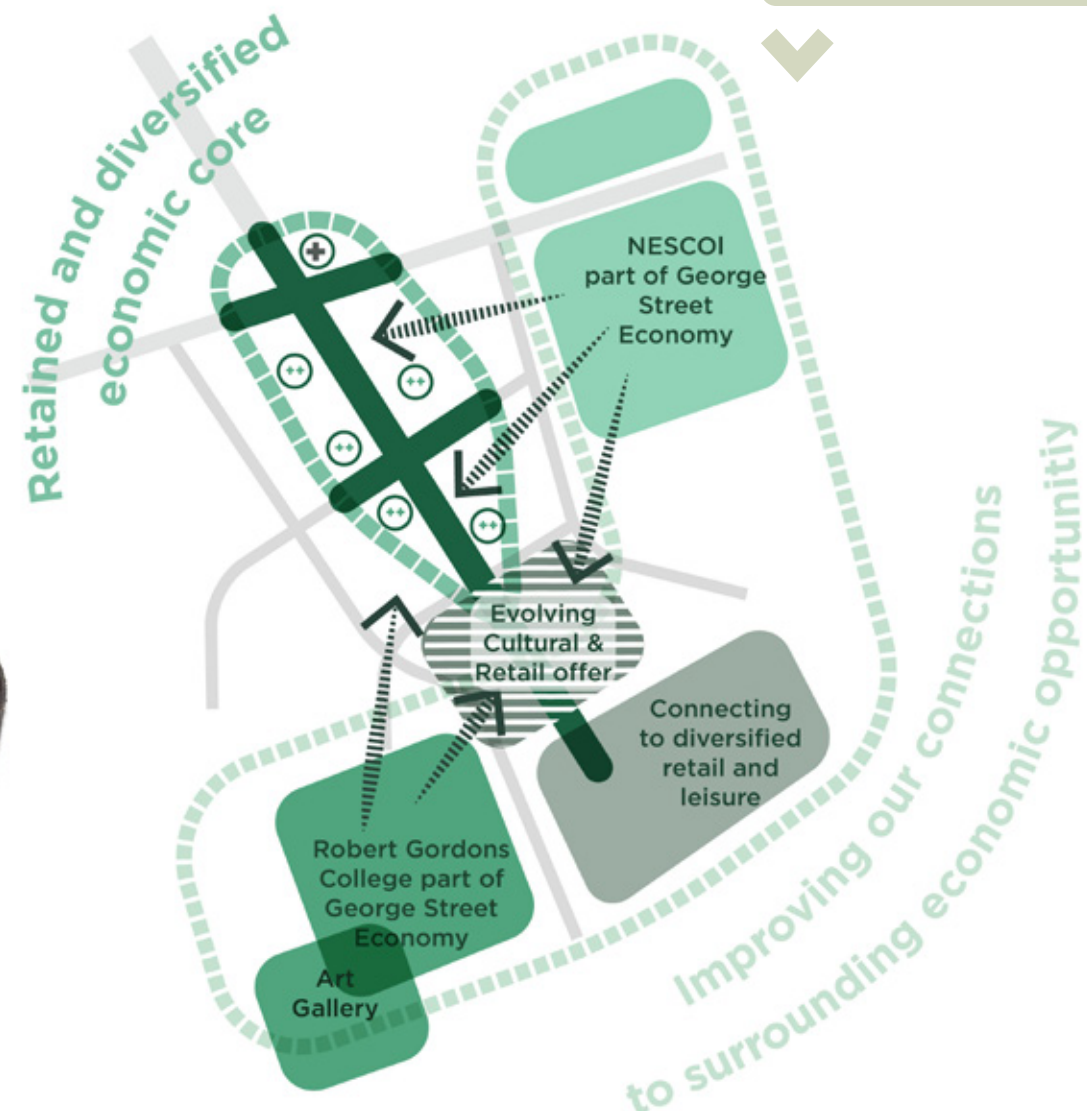 Retained and diversified
economic core
NESCOl
part of George
Street
Economy
Evolving
Cultural &
Retail offer
Connecting
to diversified
retail and
leisure
Robert Gordons
College part of
George Street
Economy
Art
Gallery
Improving our connections
to surrounding economic opportunitiy